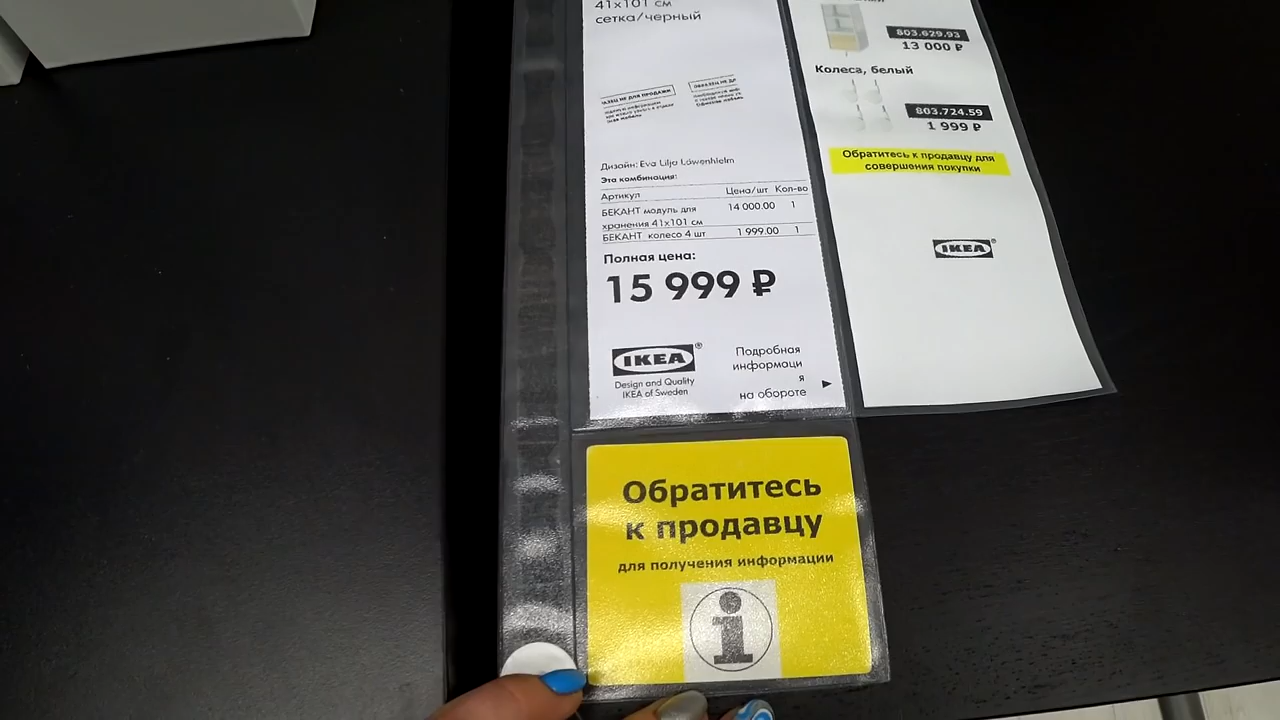 41x101 см
сетка/черный
Дизайн: Eva Lilja Löwenhielm
Эта комбинация:
Артикул Цена/шт Кол-во
БЕКАНТ модуль для 14 000.00 1
хранения 41x101 см
БЕКАНТ колесо 4 шт 1 999.00 1
Полная цена:
15 999 ₽
IKEA®
Design and Quality
IKEA of Sweden
Подробная
информаци
я
на обороте
803.629.93
13 000 ₽
Колеса, белый
803.724.59
1 999 ₽
Обратитесь к продавцу для
совершения покупки
IKEA®
Обратитесь
к продавцу
для получения информации
i